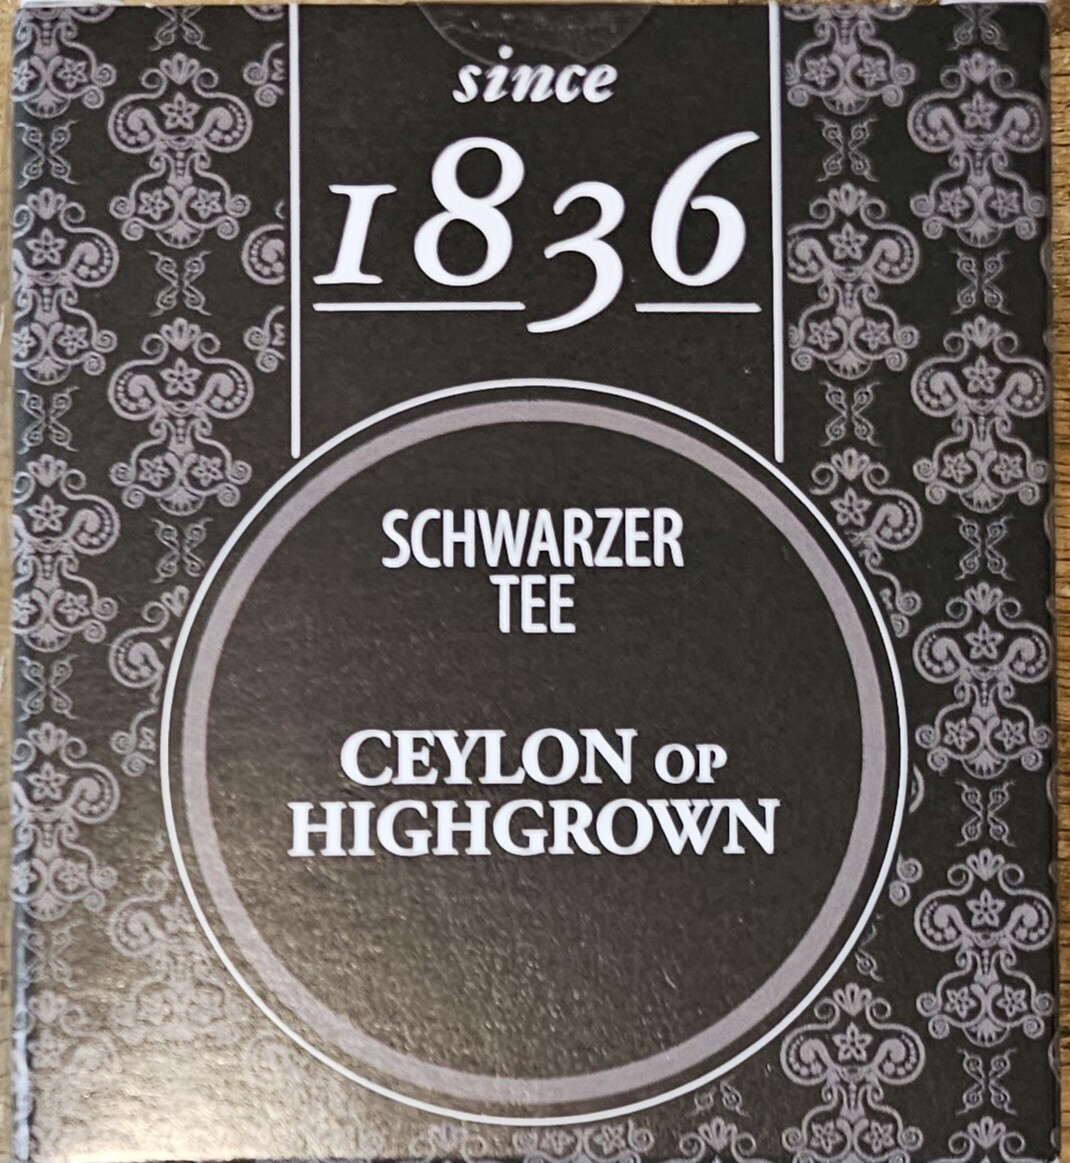 since
1836
SCHWARZER
TEE
CEYLON OP
HIGHGROWN